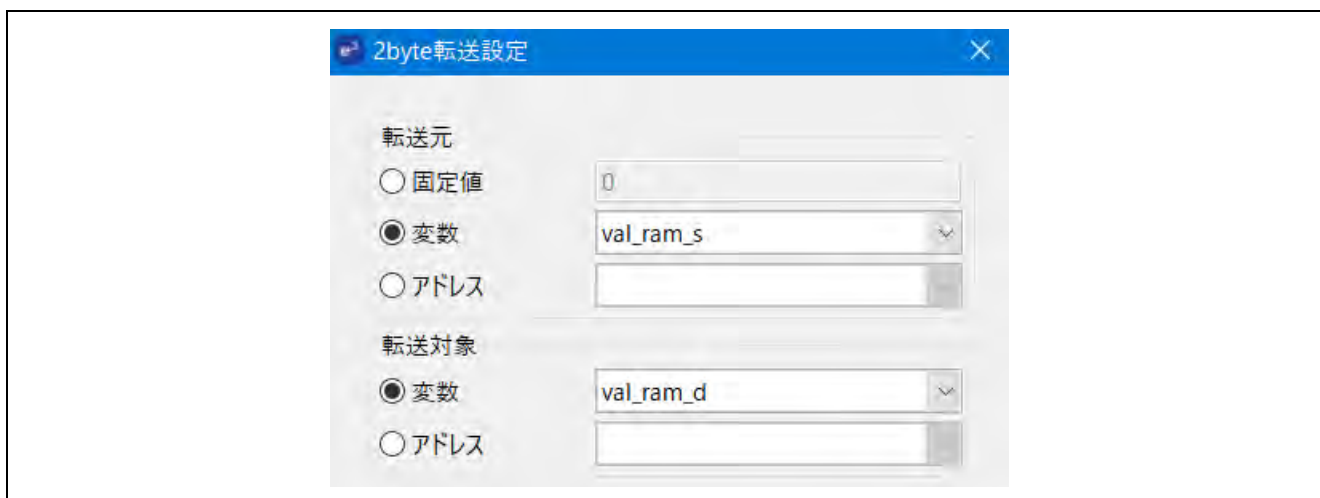 e² 2byte転送設定
転送元
固定値 0
変数 val_ram_s
アドレス
転送対象
変数 val_ram_d
アドレス